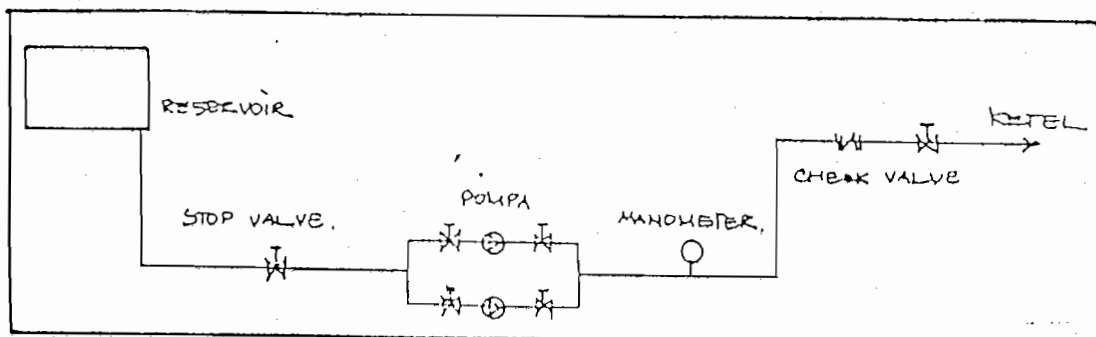 RESERVOIR
KETEL
CHECK VALVE
POMPA
STOP VALVE.
MANOMETER.